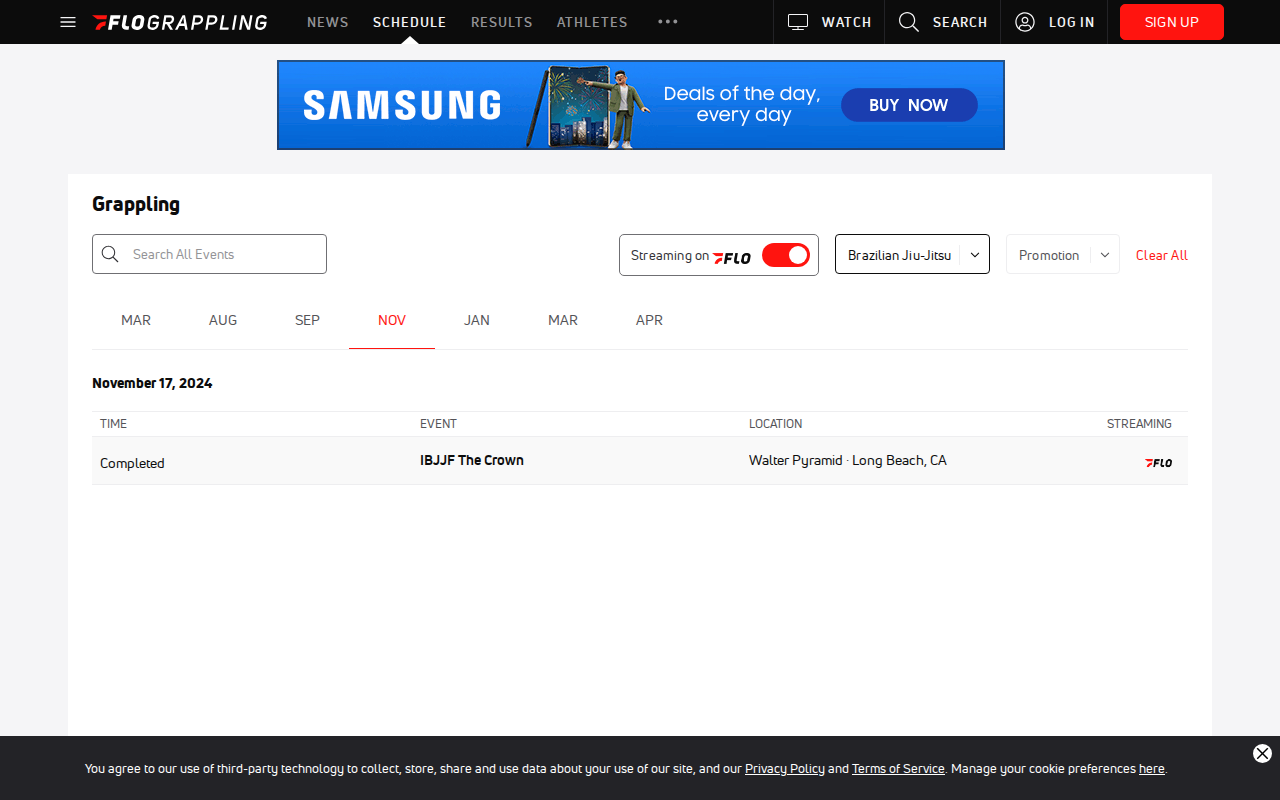 FLOGRAPPLING NEWS SCHEDULE RESULTS ATHLETES ••• WATCH SEARCH LOG IN SIGN UP
SAMSUNG Deals of the day, every day BUY NOW
Grappling
Search All Events Streaming on FLO Brazilian Jiu-Jitsu Promotion Clear All
MAR AUG SEP NOV JAN MAR APR
November 17, 2024
TIME EVENT LOCATION STREAMING
Completed IBJJF The Crown Walter Pyramid · Long Beach, CA FLO
You agree to our use of third-party technology to collect, store, share and use data about your use of our site, and our Privacy Policy and Terms of Service. Manage your cookie preferences here.